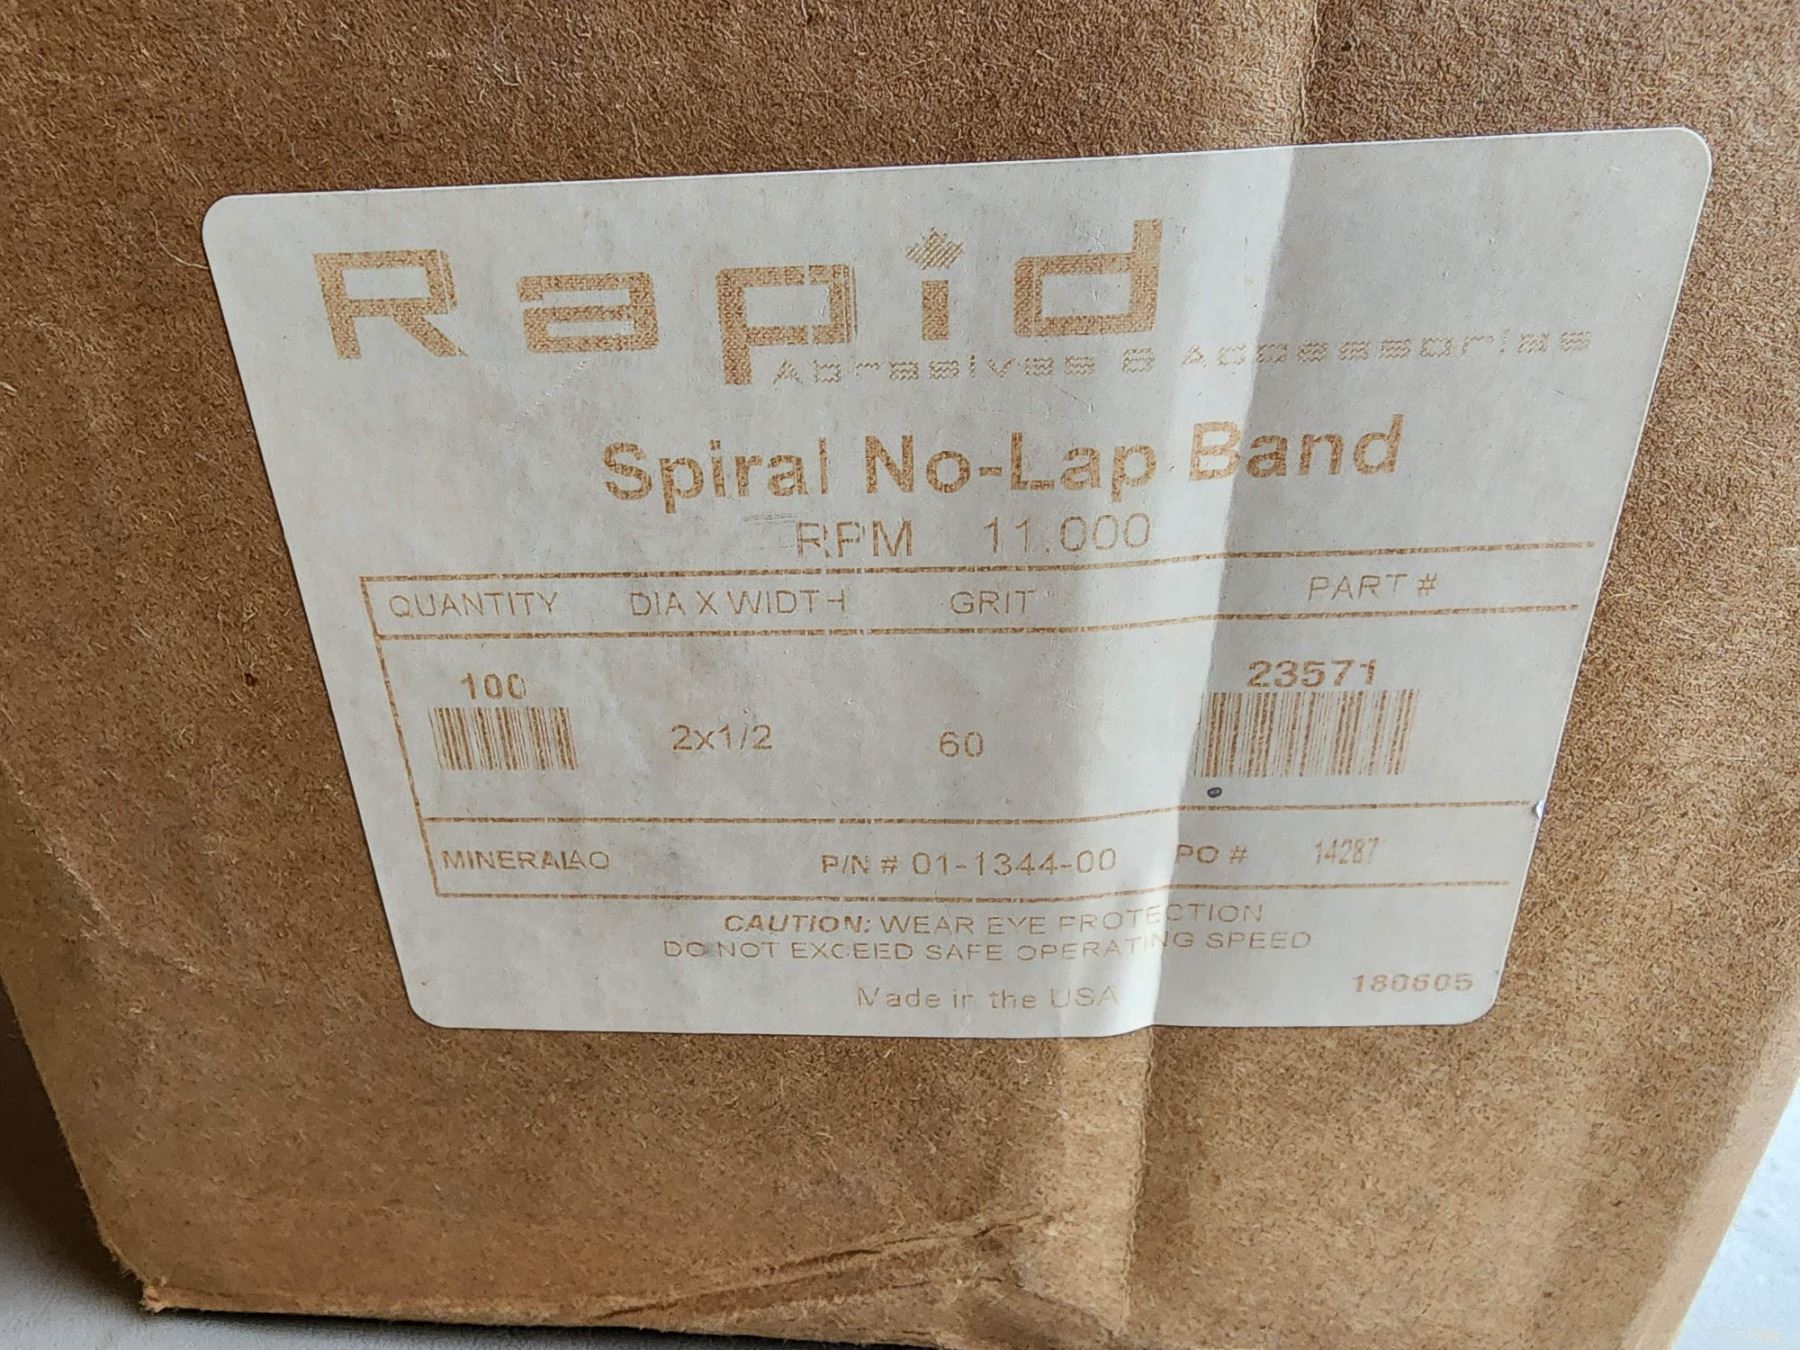 Rapid
Abrasives & Accessories
Spiral No-Lap Band
RPM 11,000
QUANTITY DIA X WIDTH GRIT PART #
100 2x1/2 60 23571
MINERAL AO P/N # 01-1344-00 PO # 14287
CAUTION: WEAR EYE PROTECTION
DO NOT EXCEED SAFE OPERATING SPEED
Made in the USA
180605